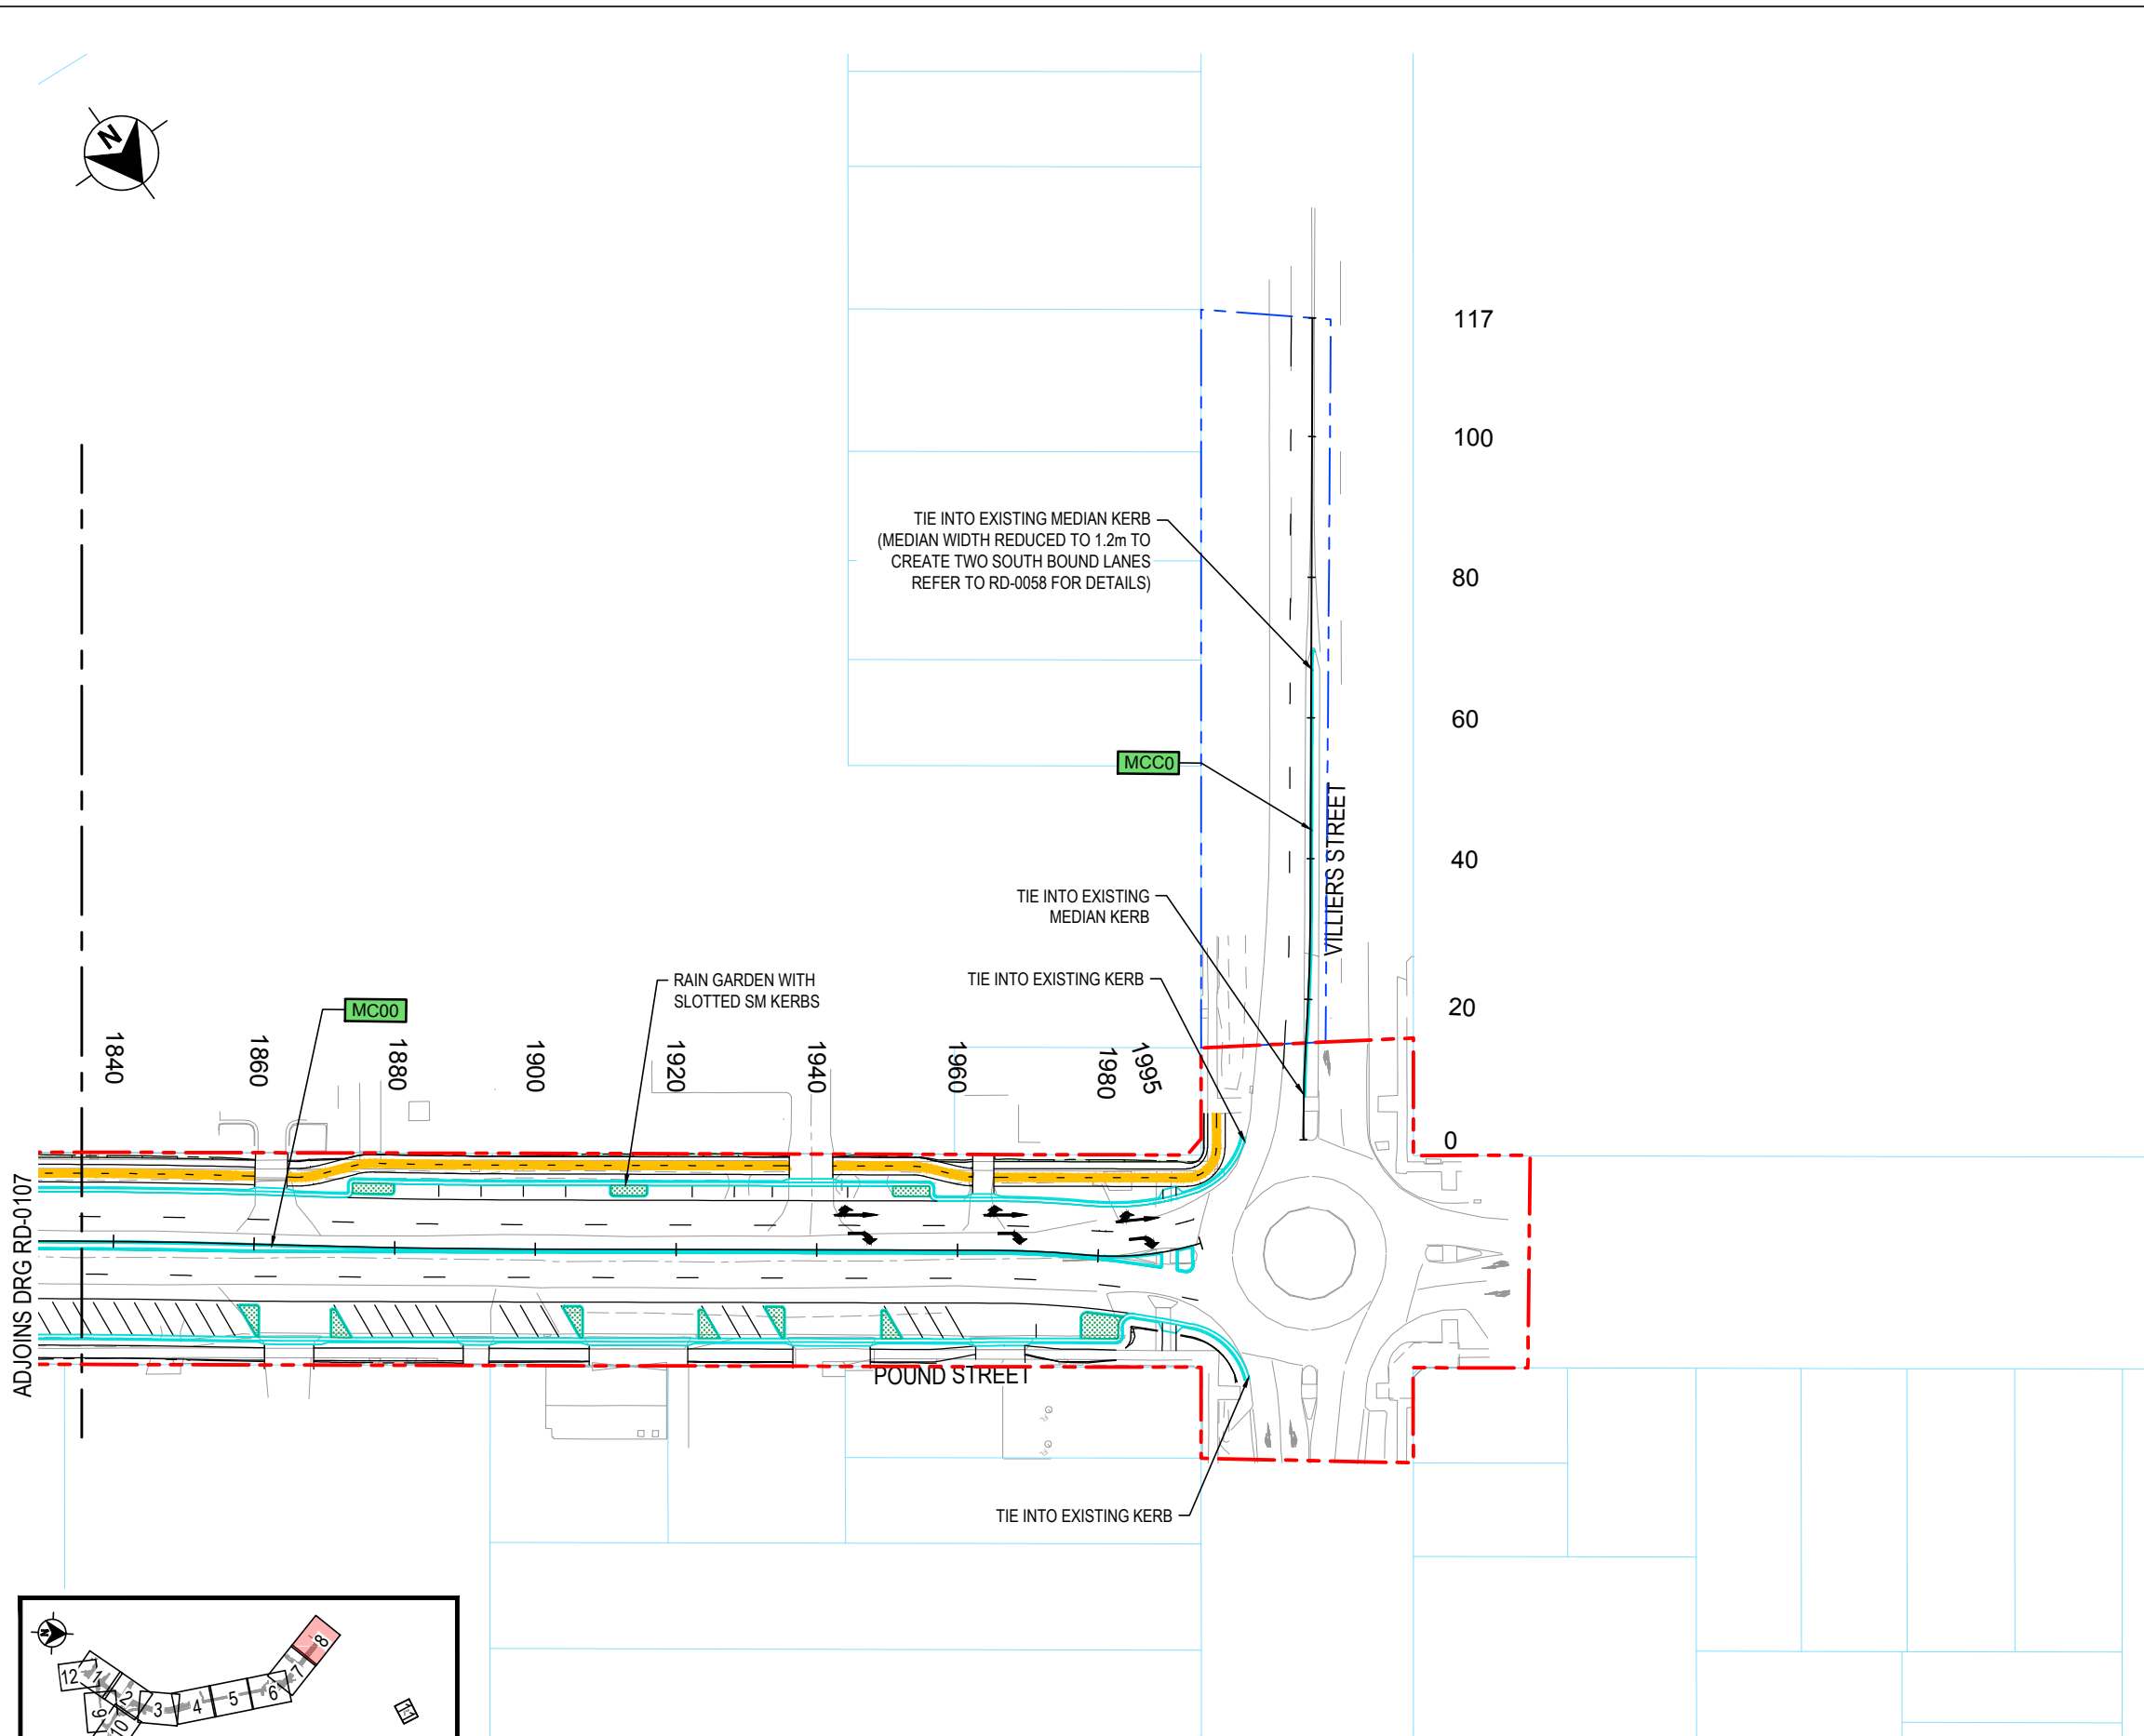 N
117
100
TIE INTO EXISTING MEDIAN KERB
(MEDIAN WIDTH REDUCED TO 1.2m TO
CREATE TWO SOUTH BOUND LANES
REFER TO RD-0058 FOR DETAILS)
80
60
MCC0
VILLIERS STREET
40
TIE INTO EXISTING
MEDIAN KERB
TIE INTO EXISTING KERB
RAIN GARDEN WITH
SLOTTED SM KERBS
MC00
20
1840
1860
1880
1900
1920
1940
1960
1980
1995
0
ADJOINS DRG RD-0107
POUND STREET
TIE INTO EXISTING KERB
N
8
7
12
1
2
3
4
5
6
9
10
11